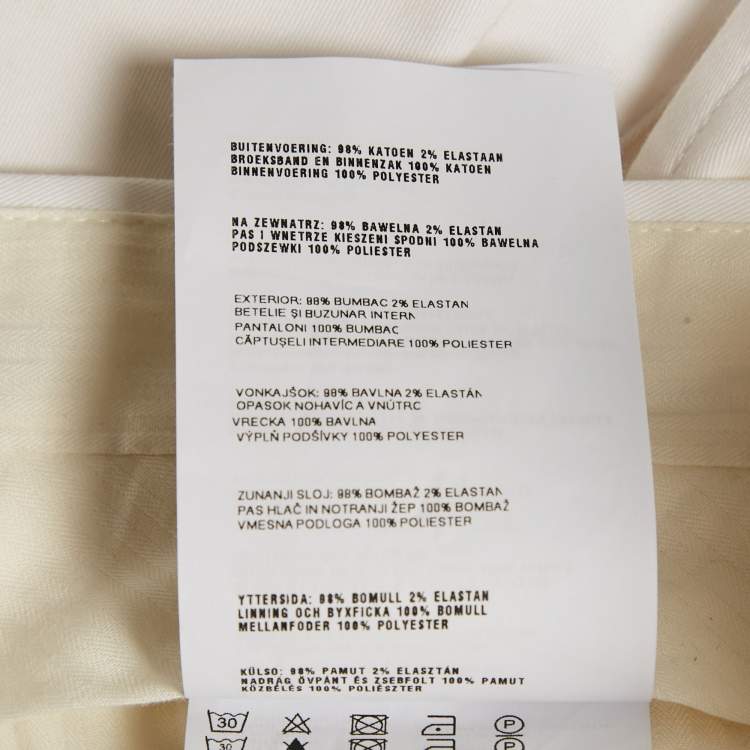 BUITENVOERING: 98% KATOEN 2% ELASTAAN
BROEKSBAND EN BINNENZAK 100% KATOEN
BINNENVOERING 100% POLYESTER
NA ZEWNATRZ: 98% BAWELNA 2% ELASTAN
PAS I WNETRZE KIESZENI SPODNI 100% BAWELNA
PODSZEWKI 100% POLIESTER
EXTERIOR: 98% BUMBAC 2% ELASTAN
BETELIE ȘI BUZUNAR INTERN
PANTALONI 100% BUMBAC
CĂPTUȘELI INTERMEDIARE 100% POLIESTER
VONKAJŠOK: 98% BAVLNA 2% ELASTÁN
OPASOK NOHAVÍC A VNÚTRC
VRECKA 100% BAVLNA
VÝPLŇ PODŠÍVKY 100% POLYESTER
ZUNANJI SLOJ: 98% BOMBAŽ 2% ELASTAN
PAS HLAČ IN NOTRANJI ŽEP 100% BOMBAŽ
VMESNA PODLOGA 100% POLIESTER
YTTERSIDA: 98% BOMULL 2% ELASTAN
LINNING OCH BYXFICKA 100% BOMULL
MELLANFODER 100% POLYESTER
KÜLSO: 98% PAMUT 2% ELASZTÁN
NADRÁG ÖVPÁNT ÉS ZSEBFOLT 100% PAMUT
KÖZBÉLÉS 100% POLIÉSZTER
30 P
30 P